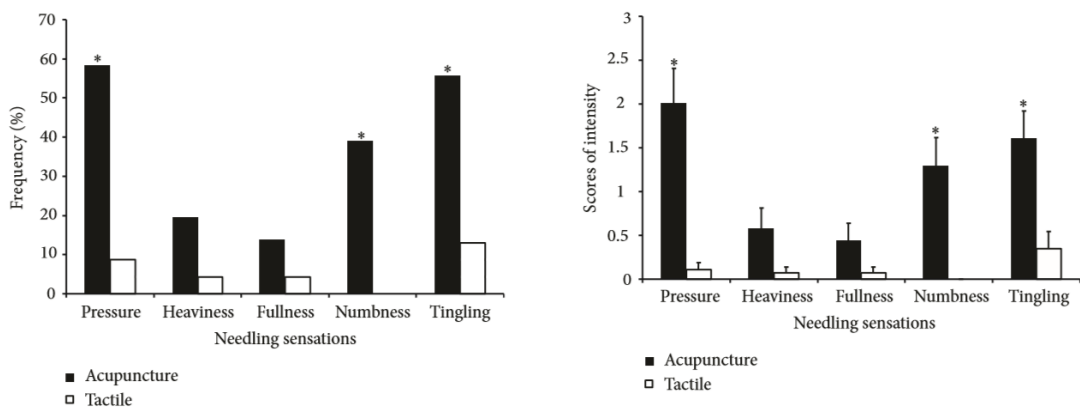 70
60
50
40
30
20
10
0
Frequency (%)
*
*
*
Pressure Heaviness Fullness Numbness Tingling
Needling sensations
Acupuncture
Tactile
3
2.5
2
1.5
1
0.5
0
Scores of intensity
*
*
*
Pressure Heaviness Fullness Numbness Tingling
Needling sensations
Acupuncture
Tactile